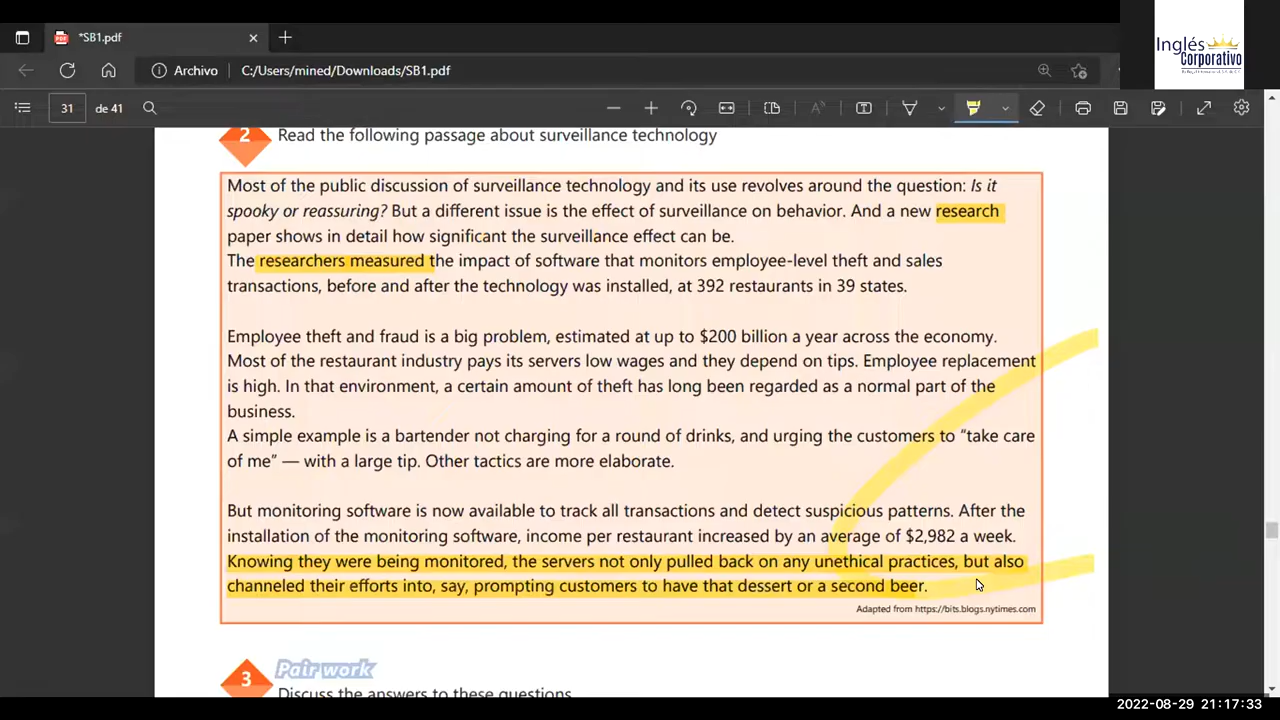 *SB1.pdf
Inglés
Corporativo
Archivo
C:/Users/mined/Downloads/SB1.pdf
31
de 41
2
Read the following passage about surveillance technology
Most of the public discussion of surveillance technology and its use revolves around the question: Is it
spooky or reassuring? But a different issue is the effect of surveillance on behavior. And a new research
paper shows in detail how significant the surveillance effect can be.
The researchers measured the impact of software that monitors employee-level theft and sales
transactions, before and after the technology was installed, at 392 restaurants in 39 states.
Employee theft and fraud is a big problem, estimated at up to $200 billion a year across the economy.
Most of the restaurant industry pays its servers low wages and they depend on tips. Employee replacement
is high. In that environment, a certain amount of theft has long been regarded as a normal part of the
business.
A simple example is a bartender not charging for a round of drinks, and urging the customers to “take care
of me” — with a large tip. Other tactics are more elaborate.
But monitoring software is now available to track all transactions and detect suspicious patterns. After the
installation of the monitoring software, income per restaurant increased by an average of $2,982 a week.
Knowing they were being monitored, the servers not only pulled back on any unethical practices, but also
channeled their efforts into, say, prompting customers to have that dessert or a second beer.
Adapted from https://bits.blogs.nytimes.com
3
Pair work
Discuss the answers to these questions
2022-08-29 21:17:33